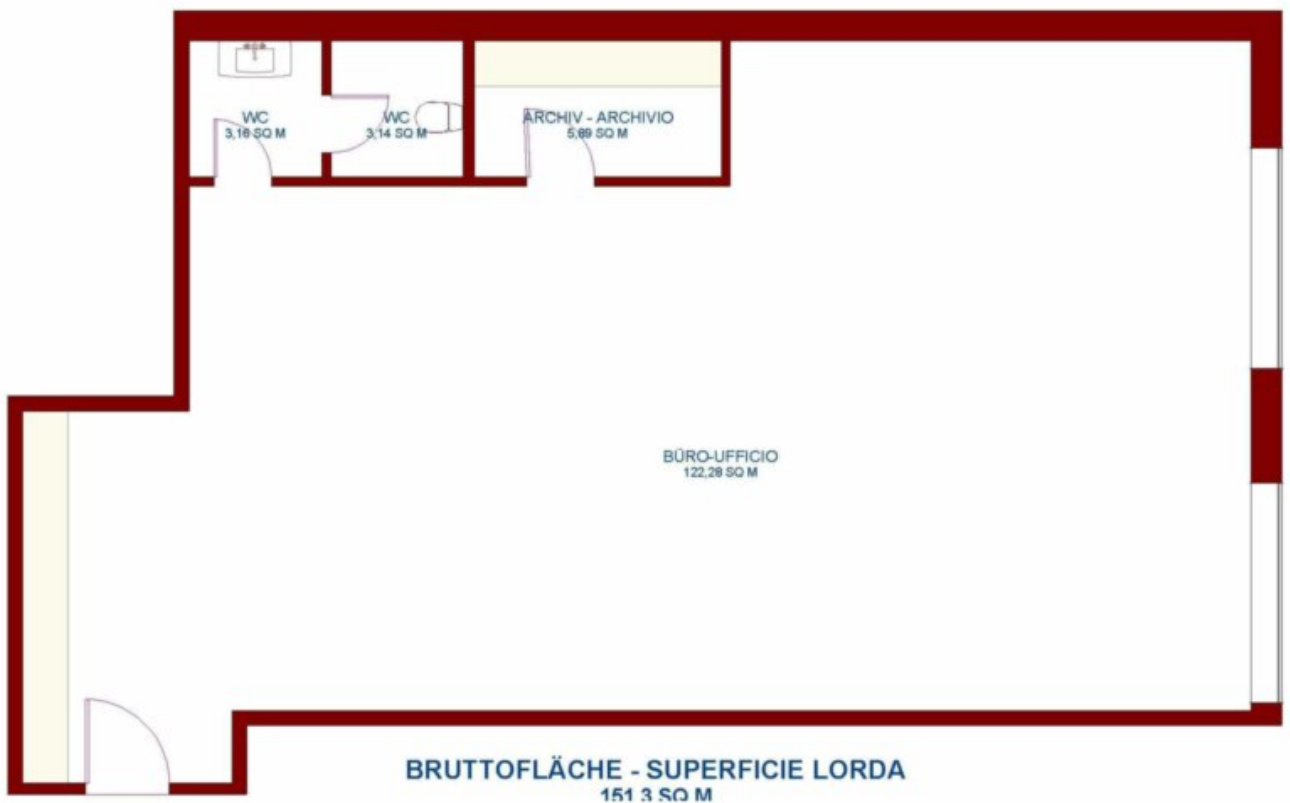 WC
3,16 SQ M
WC
3,14 SQ M
ARCHIV - ARCHIVIO
5,89 SQ M
BÜRO-UFFICIO
122,28 SQ M
BRUTTOFLÄCHE - SUPERFICIE LORDA
151,3 SQ M